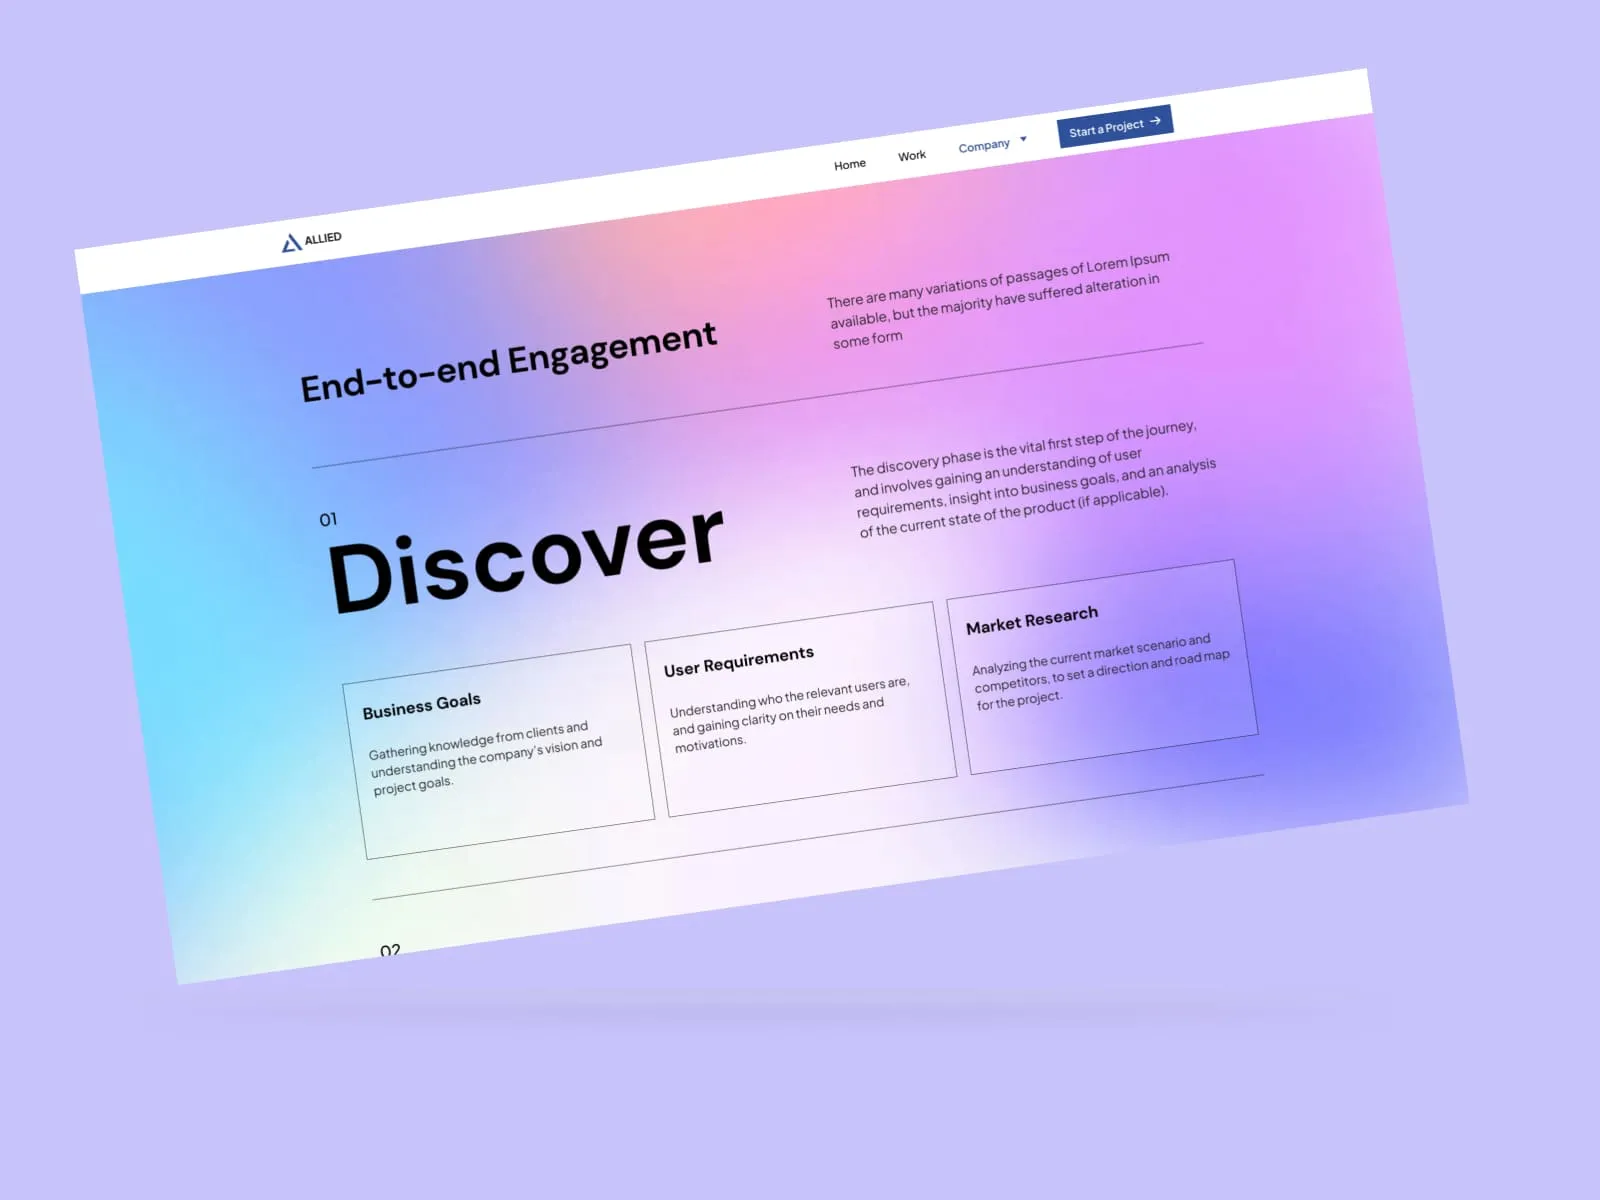 ALLIED
Home
Work
Company
Start a Project
End-to-end Engagement
There are many variations of passages of Lorem Ipsum
available, but the majority have suffered alteration in
some form
01
Discover
The discovery phase is the vital first step of the journey,
and involves gaining an understanding of user
requirements, insight into business goals, and an analysis
of the current state of the product (if applicable).
Business Goals
Gathering knowledge from clients and
understanding the company's vision and
project goals.
User Requirements
Understanding who the relevant users are,
and gaining clarity on their needs and
motivations.
Market Research
Analyzing the current market scenario and
competitors, to set a direction and road map
for the project.
02